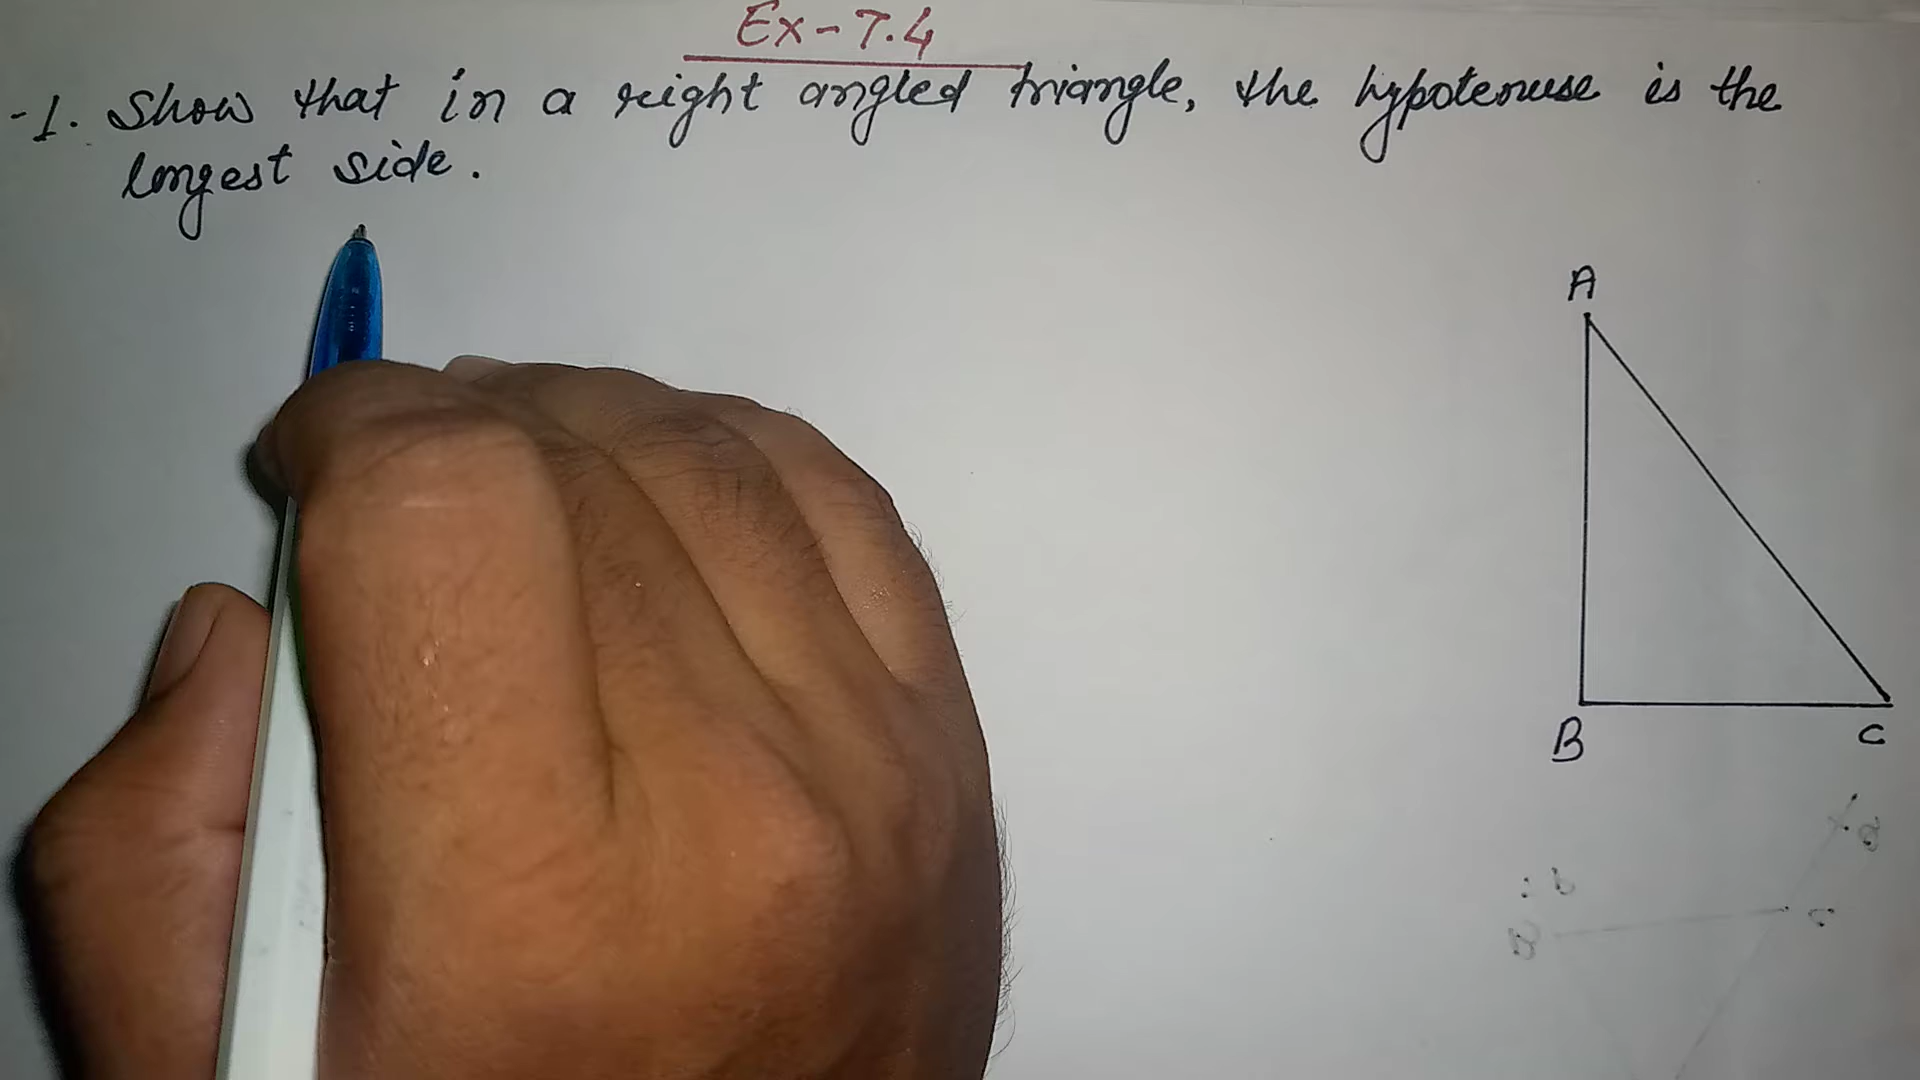 Ex-7.4
-1. Show that in a right angled triangle, the hypotenuse is the
longest side.
A
B
C